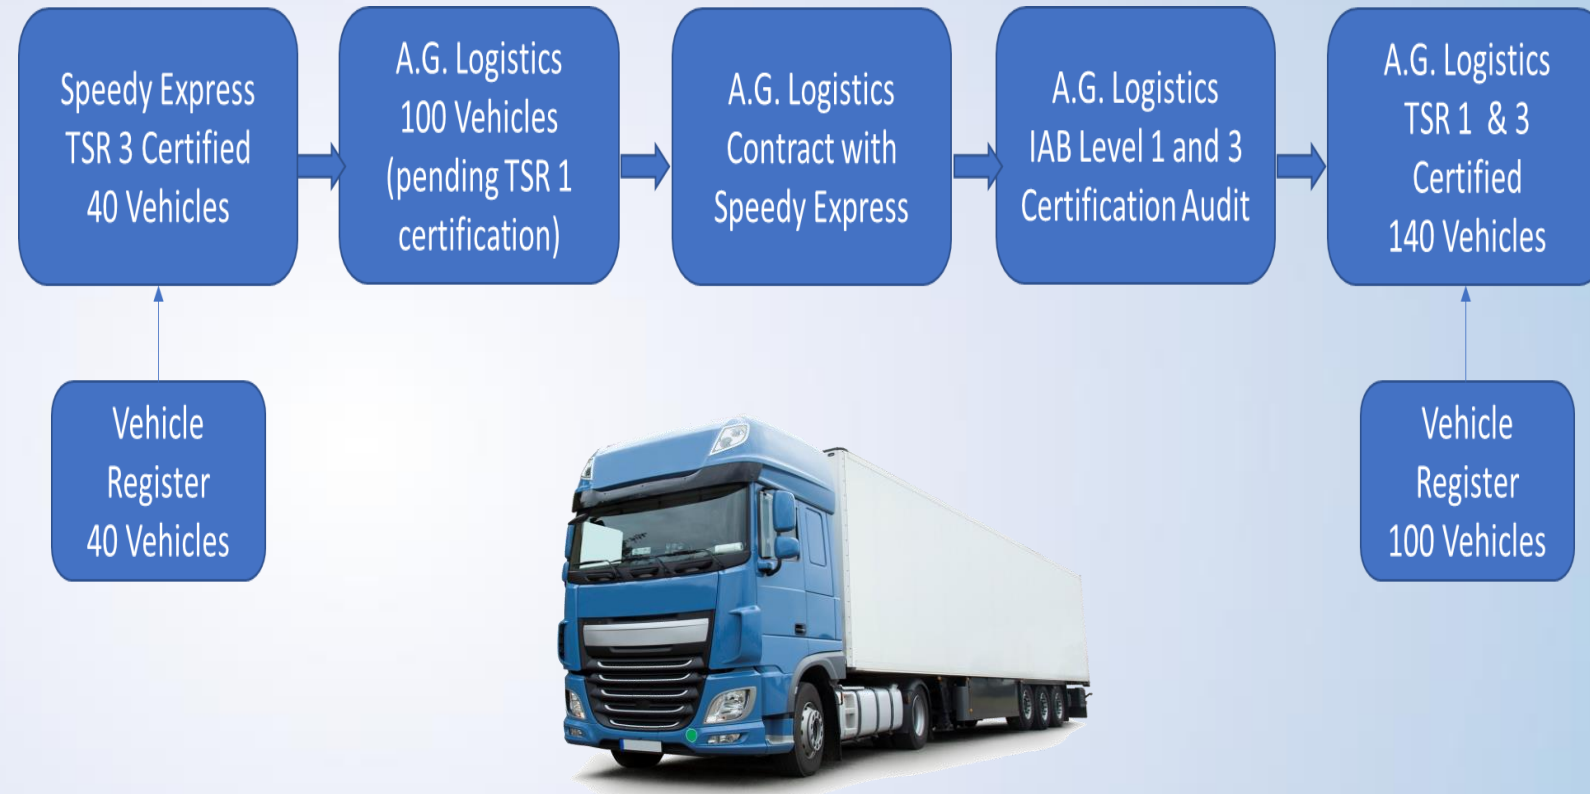 Speedy Express
TSR 3 Certified
40 Vehicles
A.G. Logistics
100 Vehicles
(pending TSR 1
certification)
A.G. Logistics
Contract with
Speedy Express
A.G. Logistics
IAB Level 1 and 3
Certification Audit
A.G. Logistics
TSR 1 & 3
Certified
140 Vehicles
Vehicle
Register
40 Vehicles
Vehicle
Register
100 Vehicles